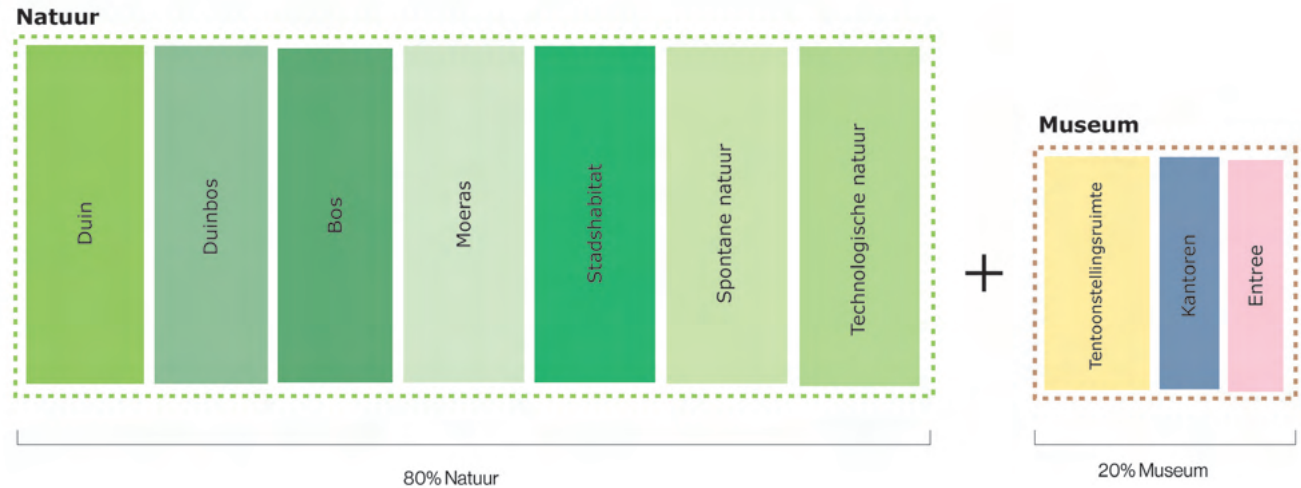 Natuur
Duin
Duinbos
Bos
Moeras
Stadshabitat
Spontane natuur
Technologische natuur
+
Museum
Tentoonstellingsruimte
Kantoren
Entree
80% Natuur
20% Museum